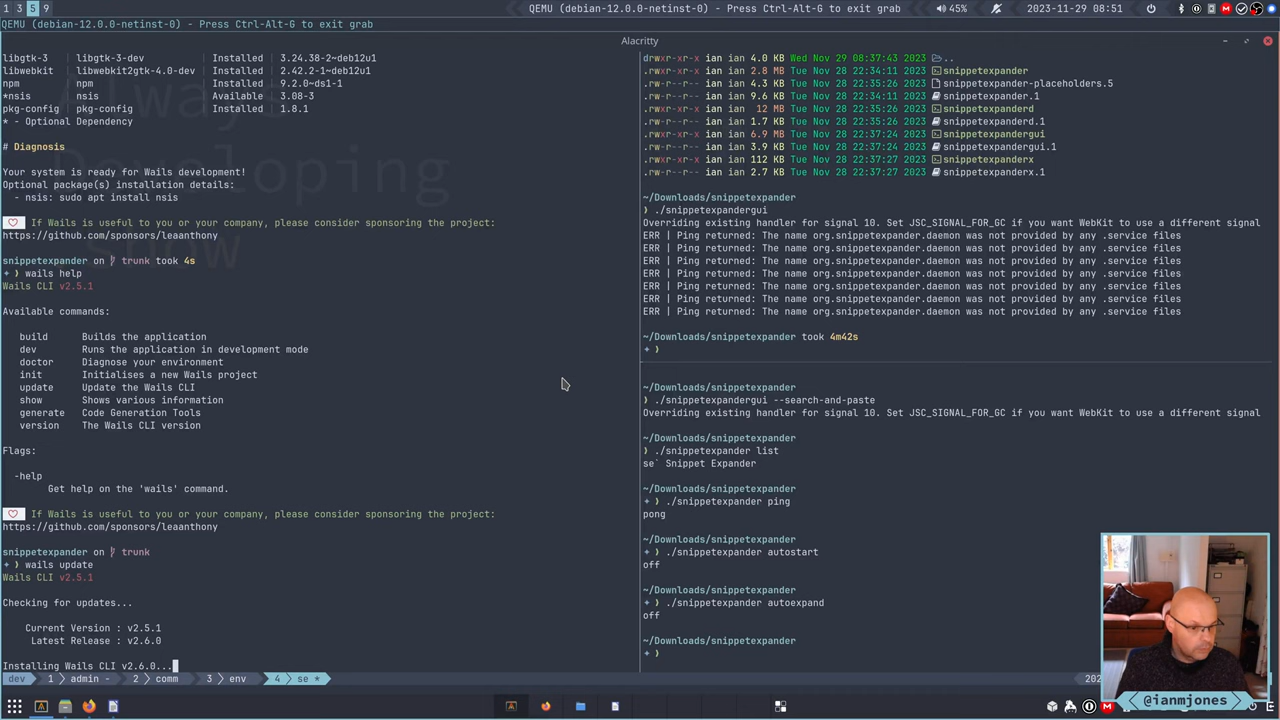 1 3 5 9
QEMU (debian-12.0.0-netinst-0) - Press Ctrl-Alt-G to exit grab
45%
2023-11-29 08:51
QEMU (debian-12.0.0-netinst-0) - Press Ctrl-Alt-G to exit grab
Alacritty
libgtk-3 | libgtk-3-dev | Installed | 3.24.38-2~deb12u1
libwebkit | libwebkit2gtk-4.0-dev | Installed | 2.42.2-1~deb12u1
npm | npm | Installed | 9.2.0~ds1-1
*nsis | nsis | Available | 3.08-3
pkg-config | pkg-config | Installed | 1.8.1
* - Optional Dependency
# Diagnosis
Your system is ready for Wails development!
Optional package(s) installation details:
- nsis: sudo apt install nsis
♡ If Wails is useful to you or your company, please consider sponsoring the project:
https://github.com/sponsors/leaanthony
snippetexpander on trunk took 4s
✦ ❯ wails help
Wails CLI v2.5.1
Available commands:
build Builds the application
dev Runs the application in development mode
doctor Diagnose your environment
init Initialises a new Wails project
update Update the Wails CLI
show Shows various information
generate Code Generation Tools
version The Wails CLI version
Flags:
-help
Get help on the 'wails' command.
♡ If Wails is useful to you or your company, please consider sponsoring the project:
https://github.com/sponsors/leaanthony
snippetexpander on trunk
✦ ❯ wails update
Wails CLI v2.5.1
Checking for updates...
Current Version : v2.5.1
Latest Release : v2.6.0
Installing Wails CLI v2.6.0...
drwxr-xr-x ian ian 4.0 KB Wed Nov 29 08:37:43 2023 ..
.rwxr-xr-x ian ian 2.8 MB Tue Nov 28 22:34:11 2023 snippetexpander
.rw-r--r-- ian ian 4.3 KB Tue Nov 28 22:35:26 2023 snippetexpander-placeholders.5
.rw-r--r-- ian ian 9.6 KB Tue Nov 28 22:34:11 2023 snippetexpander.1
.rwxr-xr-x ian ian 12 MB Tue Nov 28 22:35:26 2023 snippetexpanderd
.rw-r--r-- ian ian 1.7 KB Tue Nov 28 22:35:26 2023 snippetexpanderd.1
.rwxr-xr-x ian ian 6.9 MB Tue Nov 28 22:37:24 2023 snippetexpandergui
.rw-r--r-- ian ian 3.9 KB Tue Nov 28 22:37:24 2023 snippetexpandergui.1
.rwxr-xr-x ian ian 112 KB Tue Nov 28 22:37:27 2023 snippetexpanderx
.rw-r--r-- ian ian 2.7 KB Tue Nov 28 22:37:27 2023 snippetexpanderx.1
~/Downloads/snippetexpander
❯ ./snippetexpandergui
Overriding existing handler for signal 10. Set JSC_SIGNAL_FOR_GC if you want WebKit to use a different signal
ERR | Ping returned: The name org.snippetexpander.daemon was not provided by any .service files
ERR | Ping returned: The name org.snippetexpander.daemon was not provided by any .service files
ERR | Ping returned: The name org.snippetexpander.daemon was not provided by any .service files
ERR | Ping returned: The name org.snippetexpander.daemon was not provided by any .service files
ERR | Ping returned: The name org.snippetexpander.daemon was not provided by any .service files
ERR | Ping returned: The name org.snippetexpander.daemon was not provided by any .service files
ERR | Ping returned: The name org.snippetexpander.daemon was not provided by any .service files
~/Downloads/snippetexpander took 4m42s
✦ ❯
~/Downloads/snippetexpander
❯ ./snippetexpandergui --search-and-paste
Overriding existing handler for signal 10. Set JSC_SIGNAL_FOR_GC if you want WebKit to use a different signal
~/Downloads/snippetexpander
❯ ./snippetexpander list
se` Snippet Expander
~/Downloads/snippetexpander
✦ ❯ ./snippetexpander ping
pong
~/Downloads/snippetexpander
✦ ❯ ./snippetexpander autostart
off
~/Downloads/snippetexpander
✦ ❯ ./snippetexpander autoexpand
off
~/Downloads/snippetexpander
✦ ❯
Always
Developing
dev 1 admin - 2 comm 3 env 4 se *
202
@ianmjones